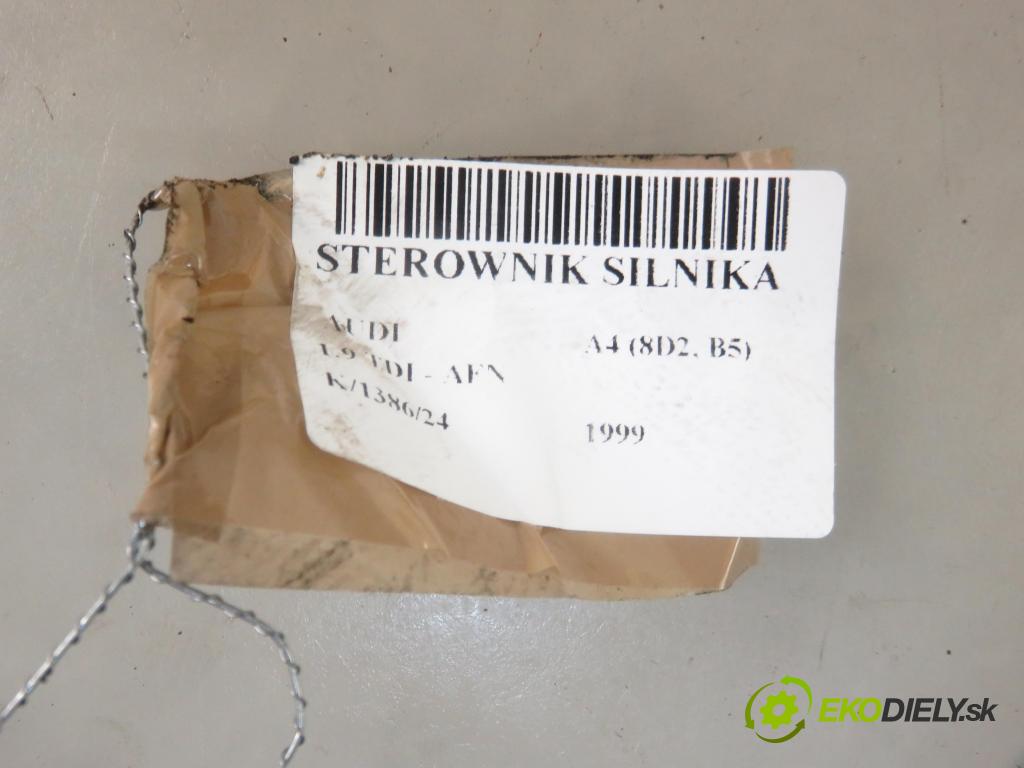 STEROWNIK SILNIKA
AUDI A4 (8D2, B5)
1.9 TDI - AFN
K/1386/24
1999
EKODIELY.sk